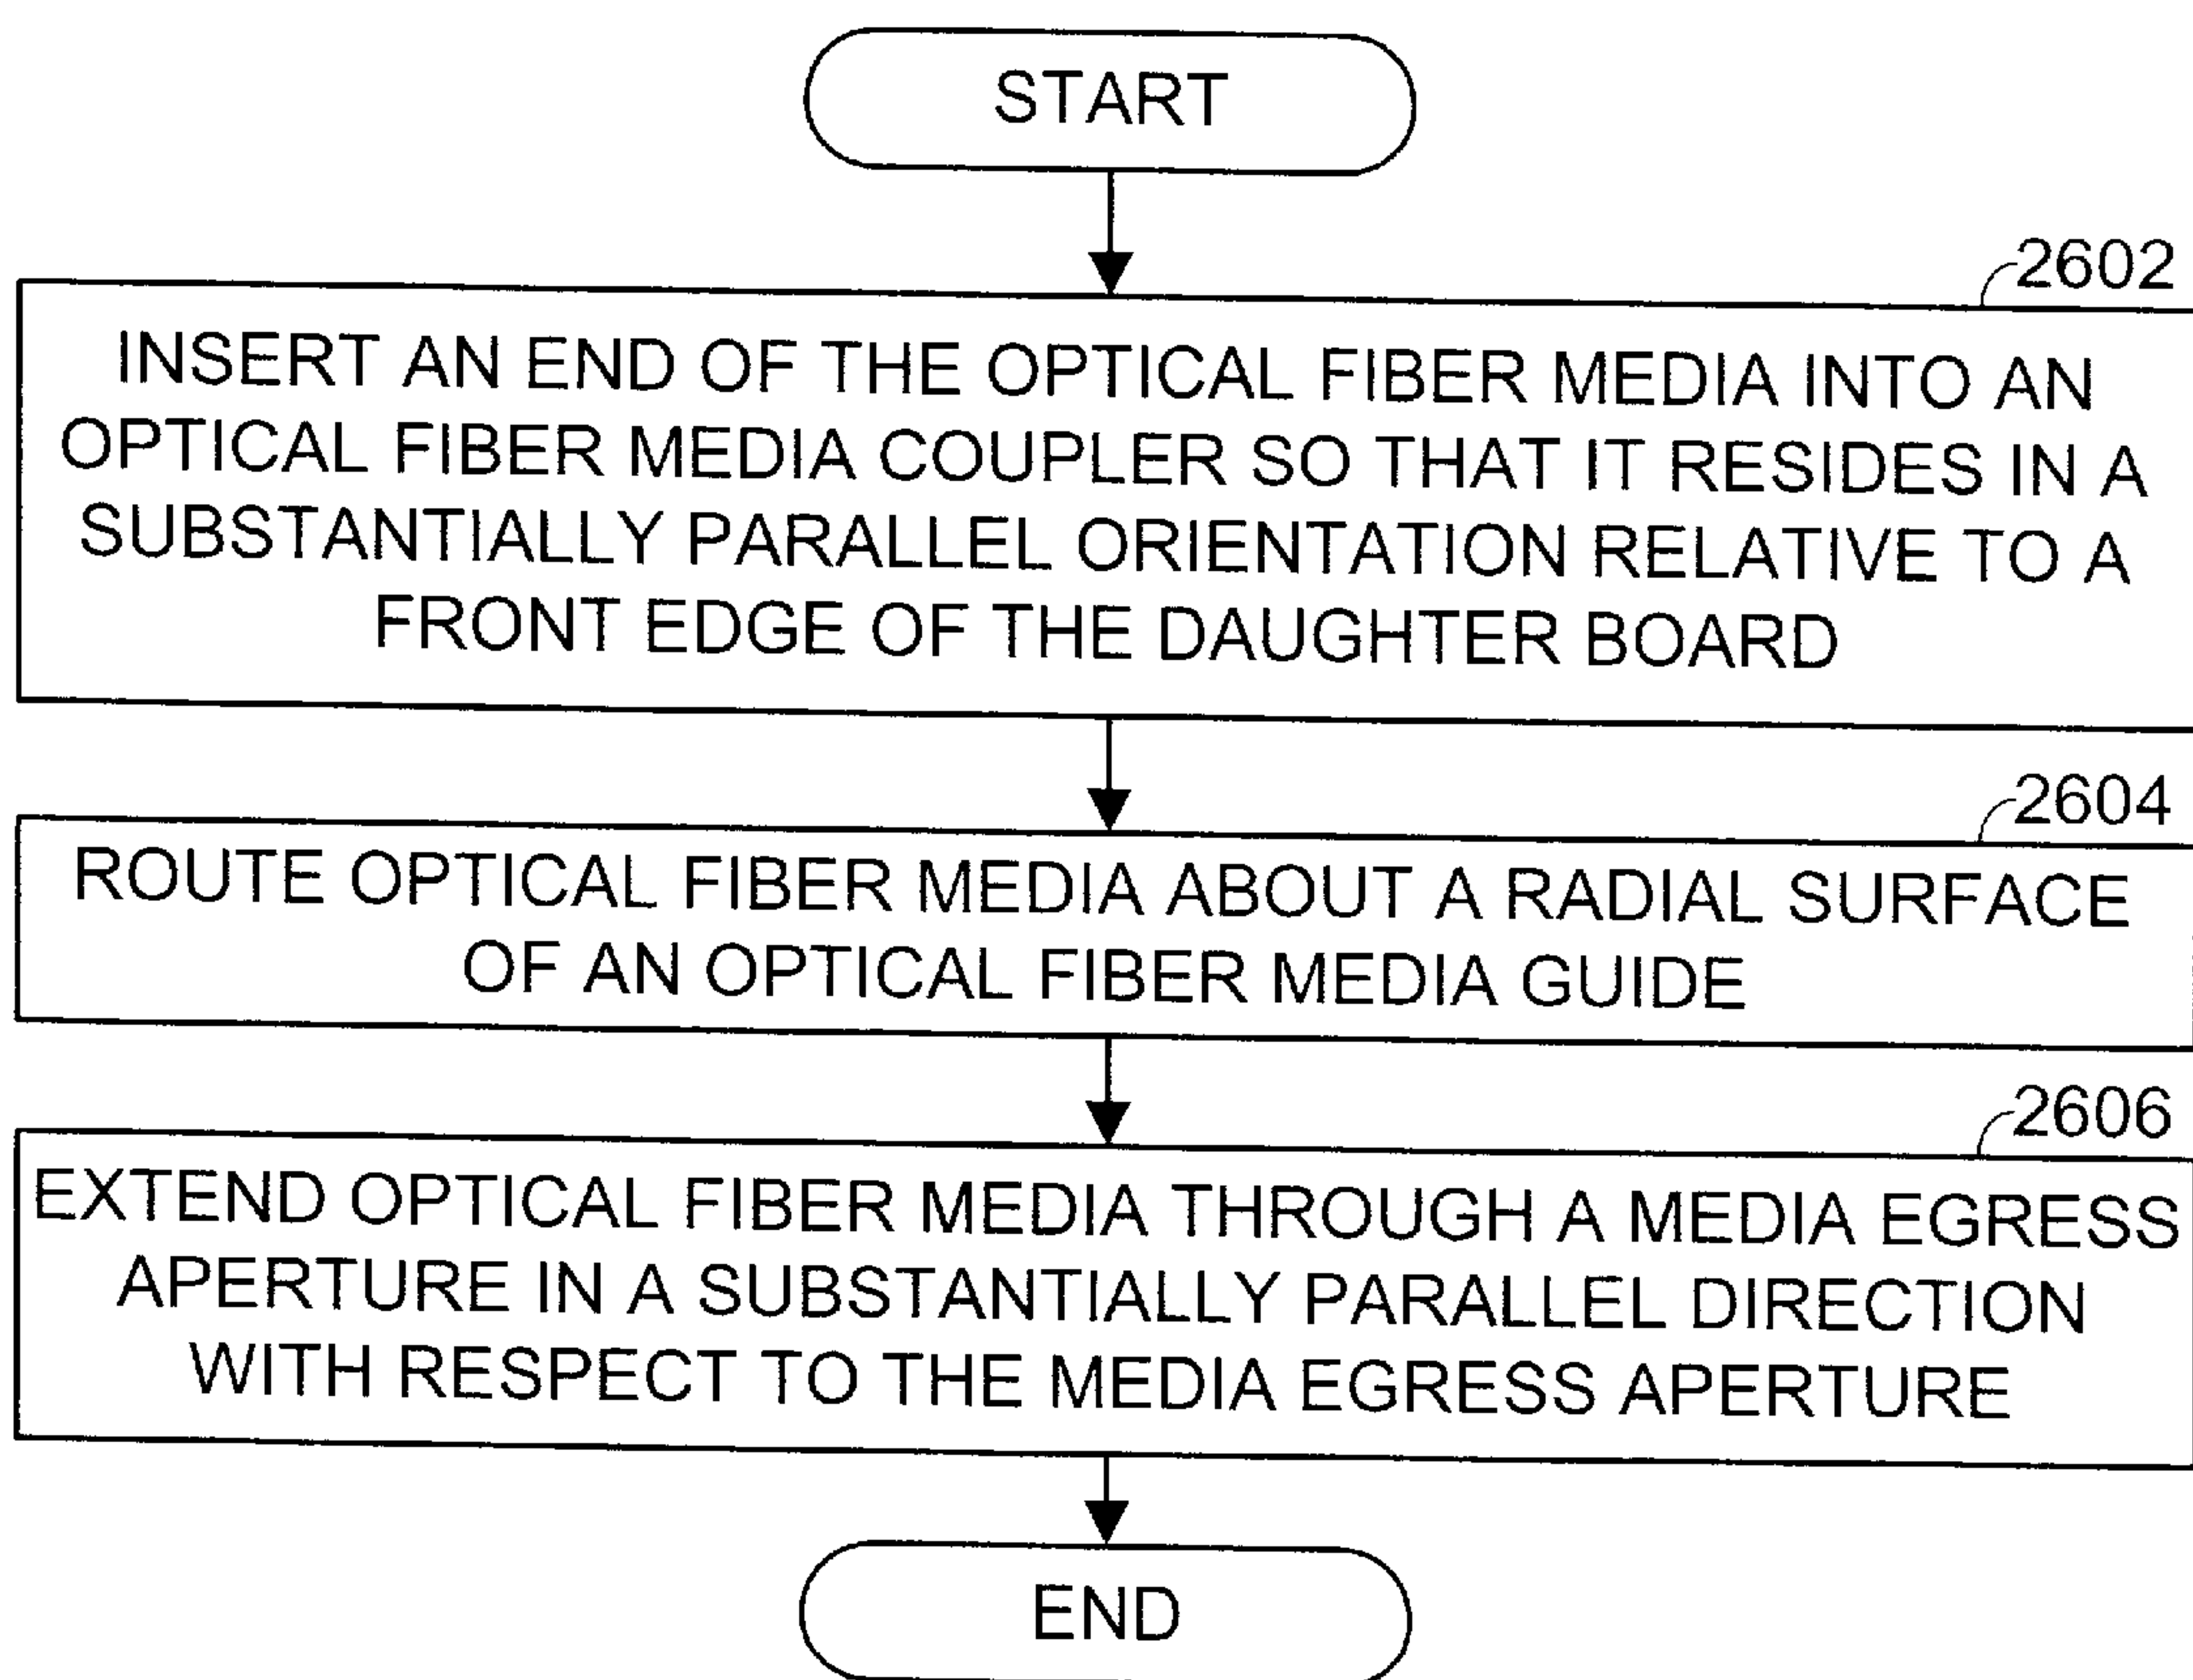 START
2602
INSERT AN END OF THE OPTICAL FIBER MEDIA INTO AN
OPTICAL FIBER MEDIA COUPLER SO THAT IT RESIDES IN A
SUBSTANTIALLY PARALLEL ORIENTATION RELATIVE TO A
FRONT EDGE OF THE DAUGHTER BOARD
2604
ROUTE OPTICAL FIBER MEDIA ABOUT A RADIAL SURFACE
OF AN OPTICAL FIBER MEDIA GUIDE
2606
EXTEND OPTICAL FIBER MEDIA THROUGH A MEDIA EGRESS
APERTURE IN A SUBSTANTIALLY PARALLEL DIRECTION
WITH RESPECT TO THE MEDIA EGRESS APERTURE
END